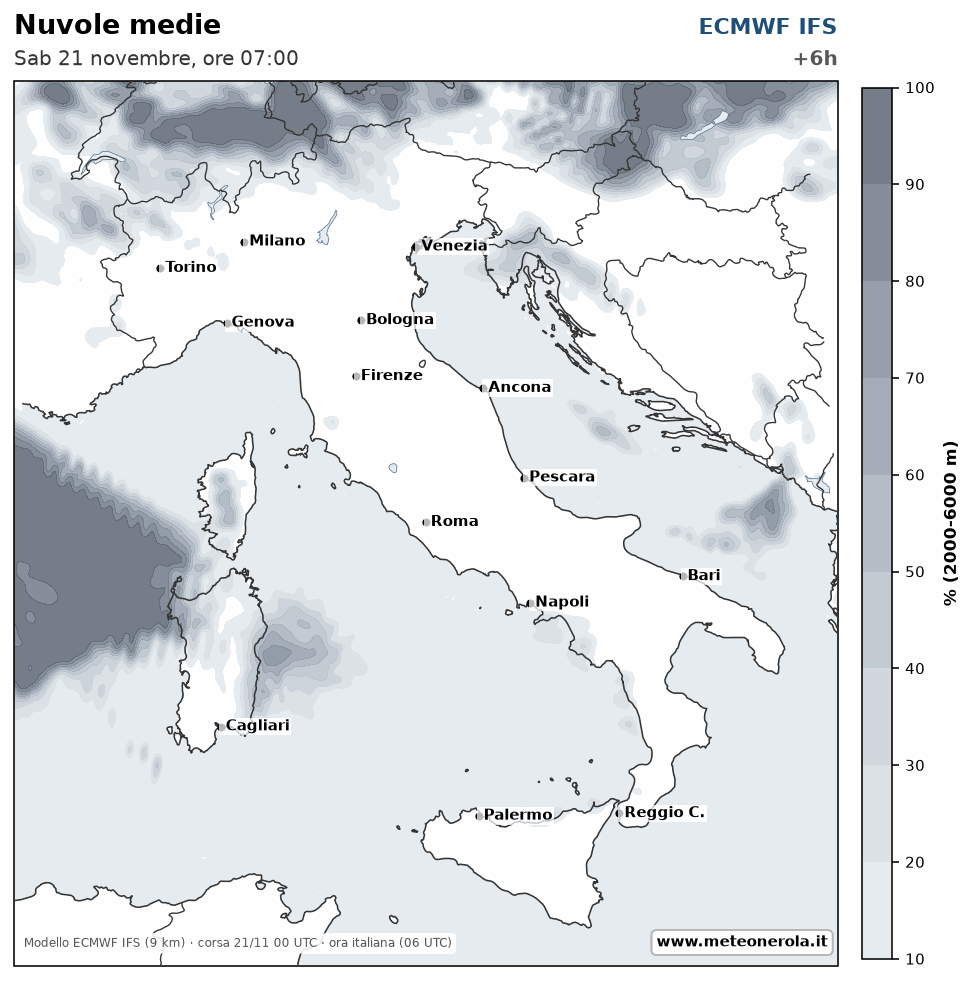 Nuvole medie
ECMWF IFS
Sab 21 novembre, ore 07:00
+6h
100
90
80
70
60
50
40
30
20
10
% (2000-6000 m)
Milano
Venezia
Torino
Genova
Bologna
Firenze
Ancona
Pescara
Roma
Bari
Napoli
Cagliari
Palermo
Reggio C.
Modello ECMWF IFS (9 km) · corsa 21/11 00 UTC · ora italiana (06 UTC)
www.meteonerola.it